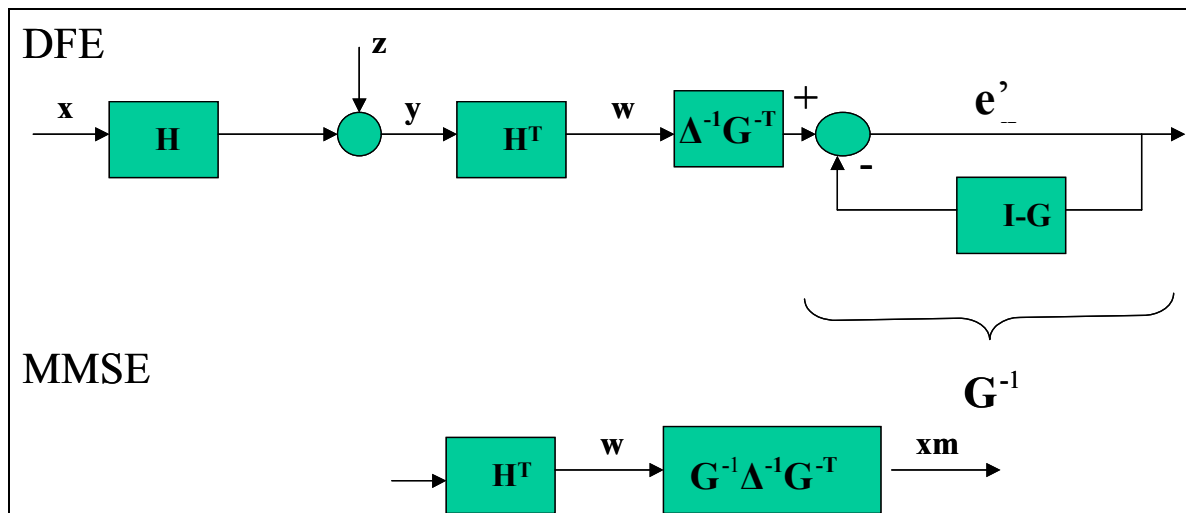 DFE
z
x
H
y
H^T
w
Δ^-1G^-T
+
-
e’
I-G
G^-1
MMSE
H^T
w
G^-1Δ^-1G^-T
xm